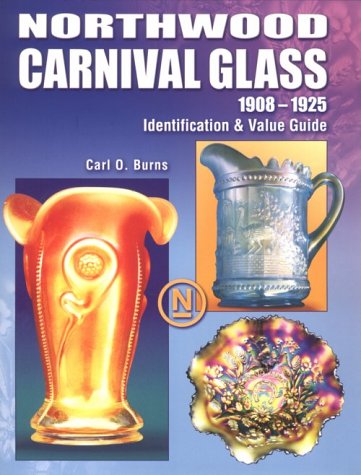 NORTHWOOD
CARNIVAL GLASS
1908 – 1925
Identification & Value Guide
Carl O. Burns
N